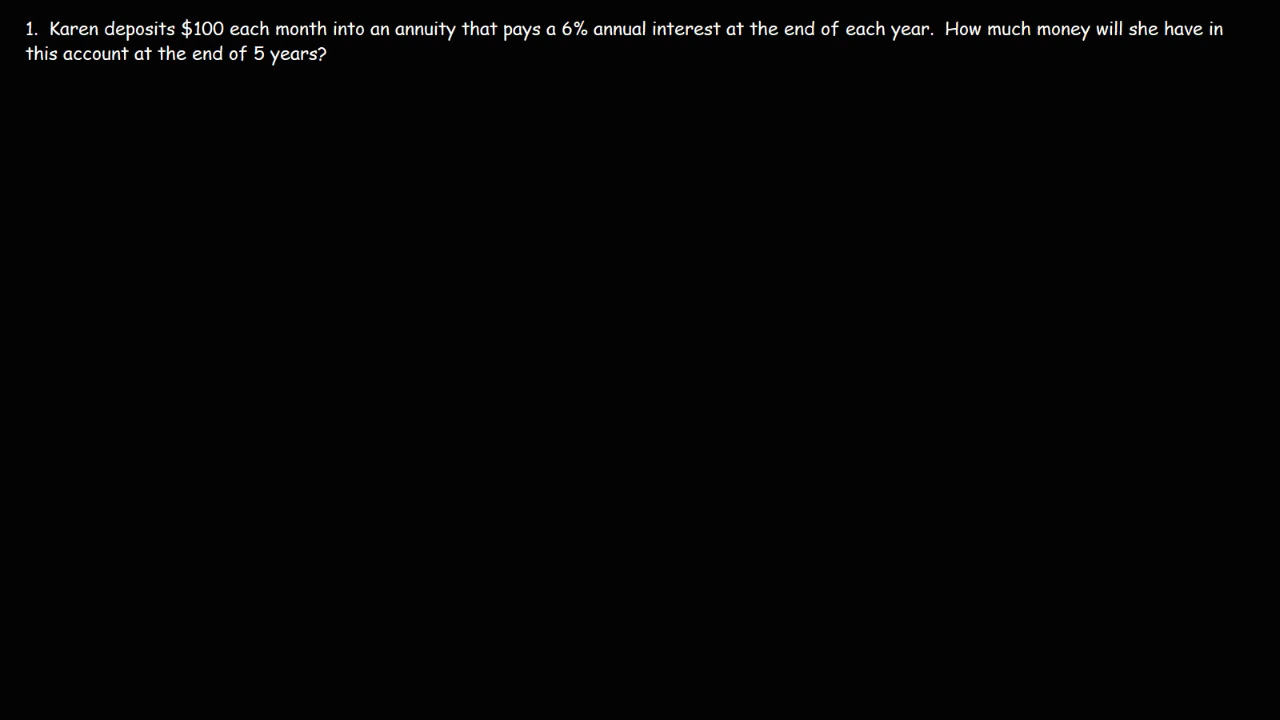 1.  Karen deposits $100 each month into an annuity that pays a 6% annual interest at the end of each year.  How much money will she have in
this account at the end of 5 years?